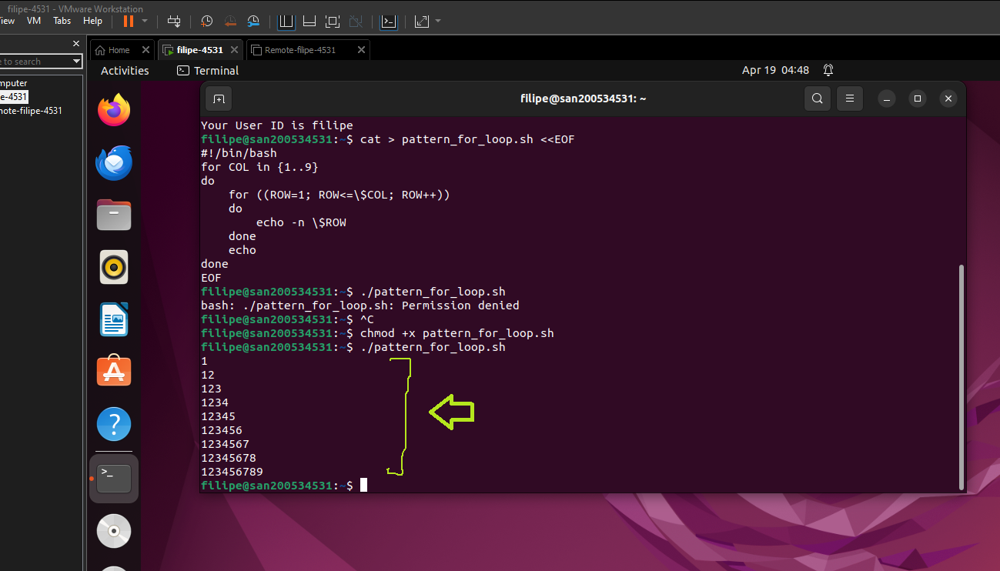 filipe-4531 - VMware Workstation
iew VM Tabs Help
Home filipe-4531 Remote-filipe-4531
e to search
mputer
e-4531
note-filipe-4531
Activities Terminal Apr 19 04:48
filipe@san200534531: ~
Your User ID is filipe
filipe@san200534531:~$ cat > pattern_for_loop.sh <<EOF
#!/bin/bash
for COL in {1..9}
do
    for ((ROW=1; ROW<=\$COL; ROW++))
    do
        echo -n \$ROW
    done
    echo
done
EOF
filipe@san200534531:~$ ./pattern_for_loop.sh
bash: ./pattern_for_loop.sh: Permission denied
filipe@san200534531:~$ ^C
filipe@san200534531:~$ chmod +x pattern_for_loop.sh
filipe@san200534531:~$ ./pattern_for_loop.sh
1
12
123
1234
12345
123456
1234567
12345678
123456789
filipe@san200534531:~$